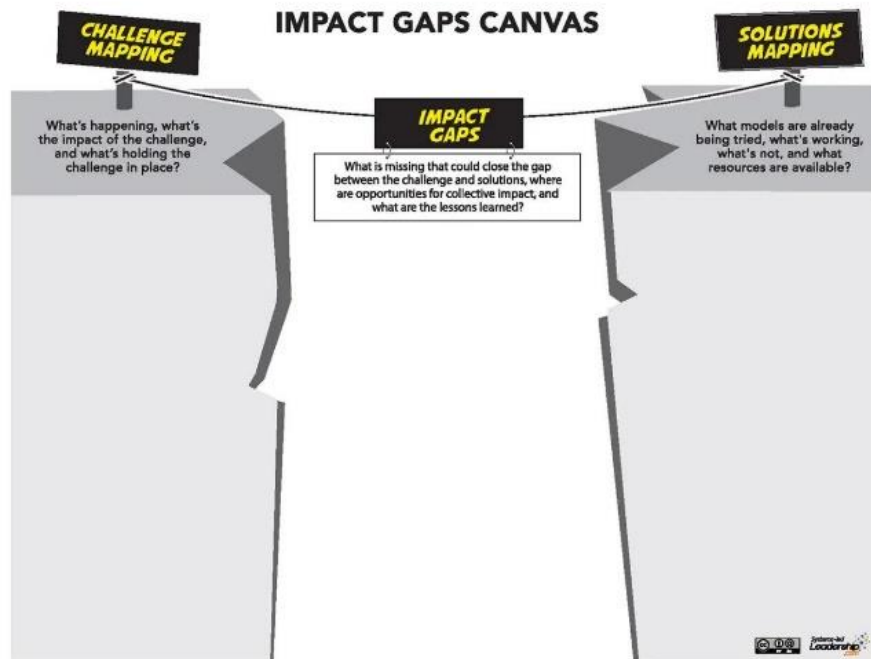 IMPACT GAPS CANVAS
CHALLENGE
MAPPING
What's happening, what's
the impact of the challenge,
and what's holding the
challenge in place?
IMPACT
GAPS
What is missing that could close the gap
between the challenge and solutions, where
are opportunities for collective impact, and
what are the lessons learned?
SOLUTIONS
MAPPING
What models are already
being tried, what's working,
what's not, and what
resources are available?
Systems-led
Leadership